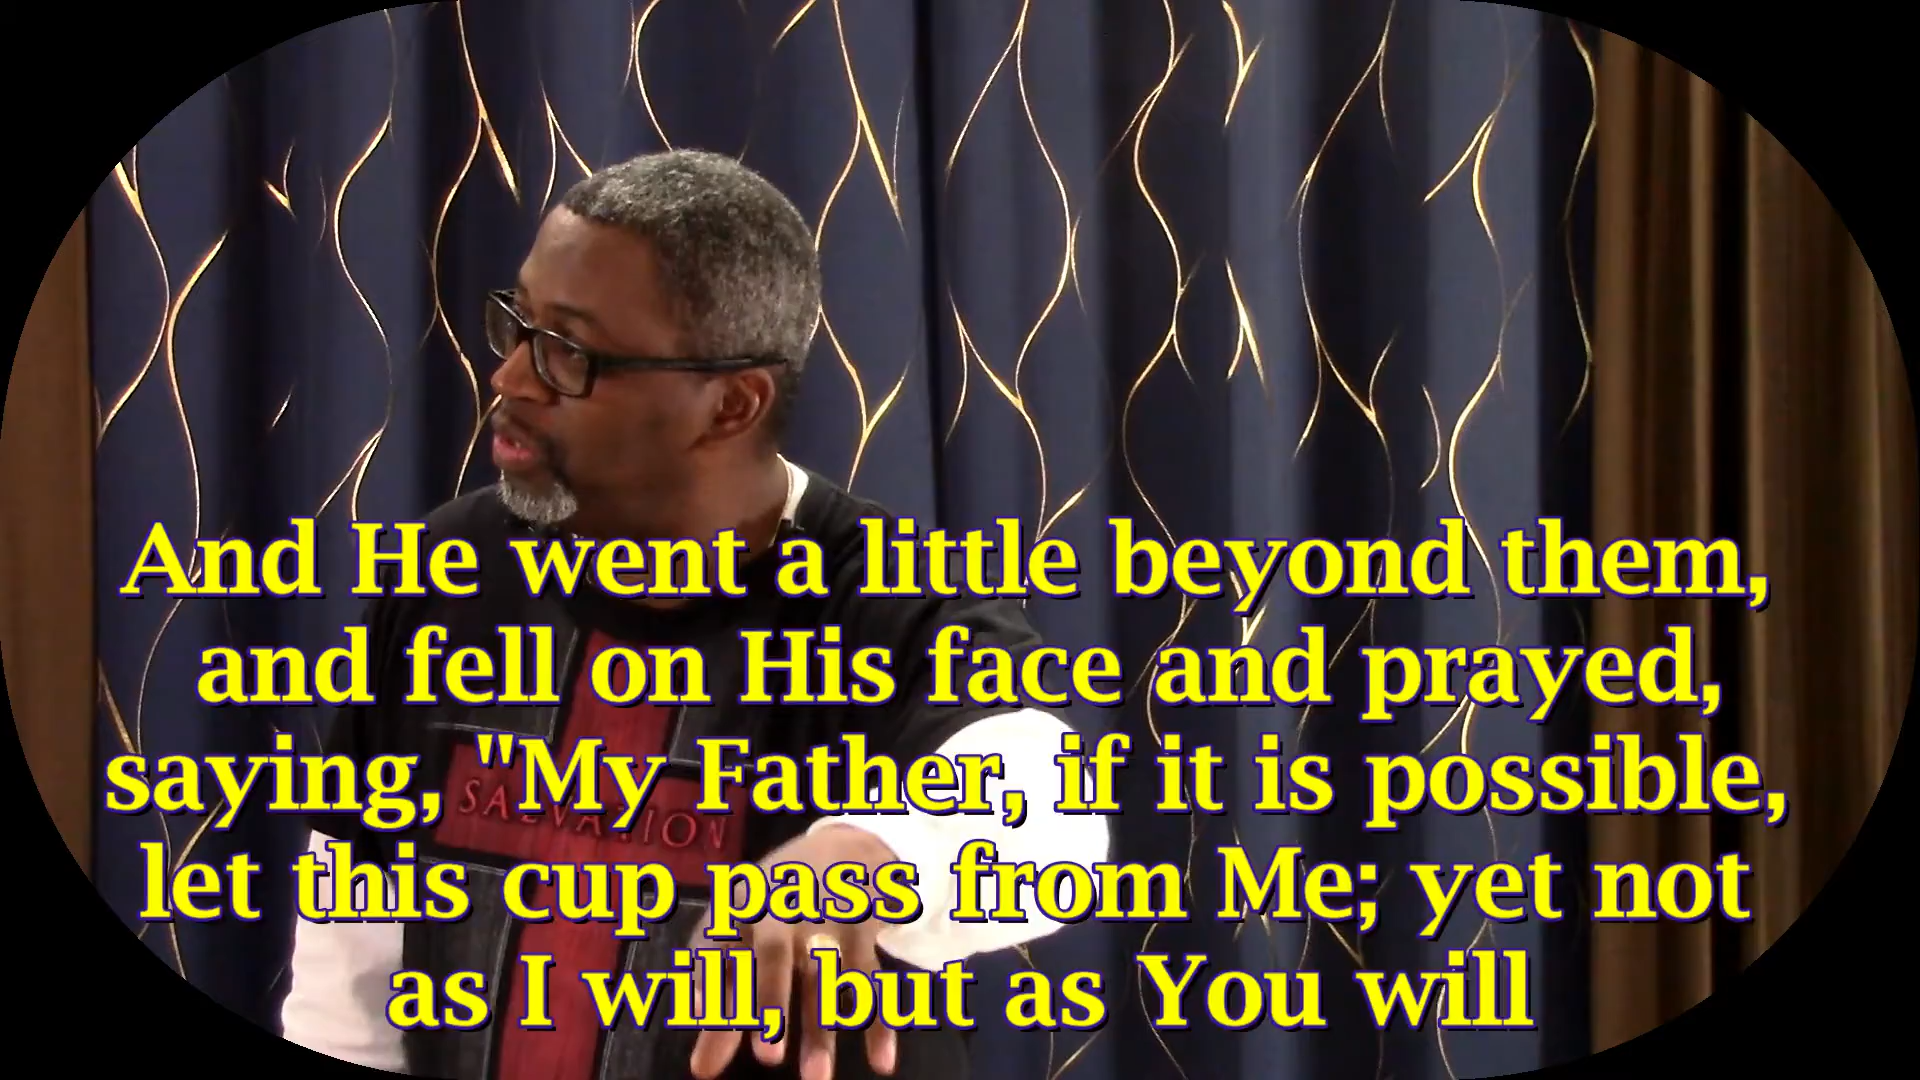 And He went a little beyond them,
and fell on His face and prayed,
saying, "My Father, if it is possible,
let this cup pass from Me; yet not
as I will, but as You will
SALVATION